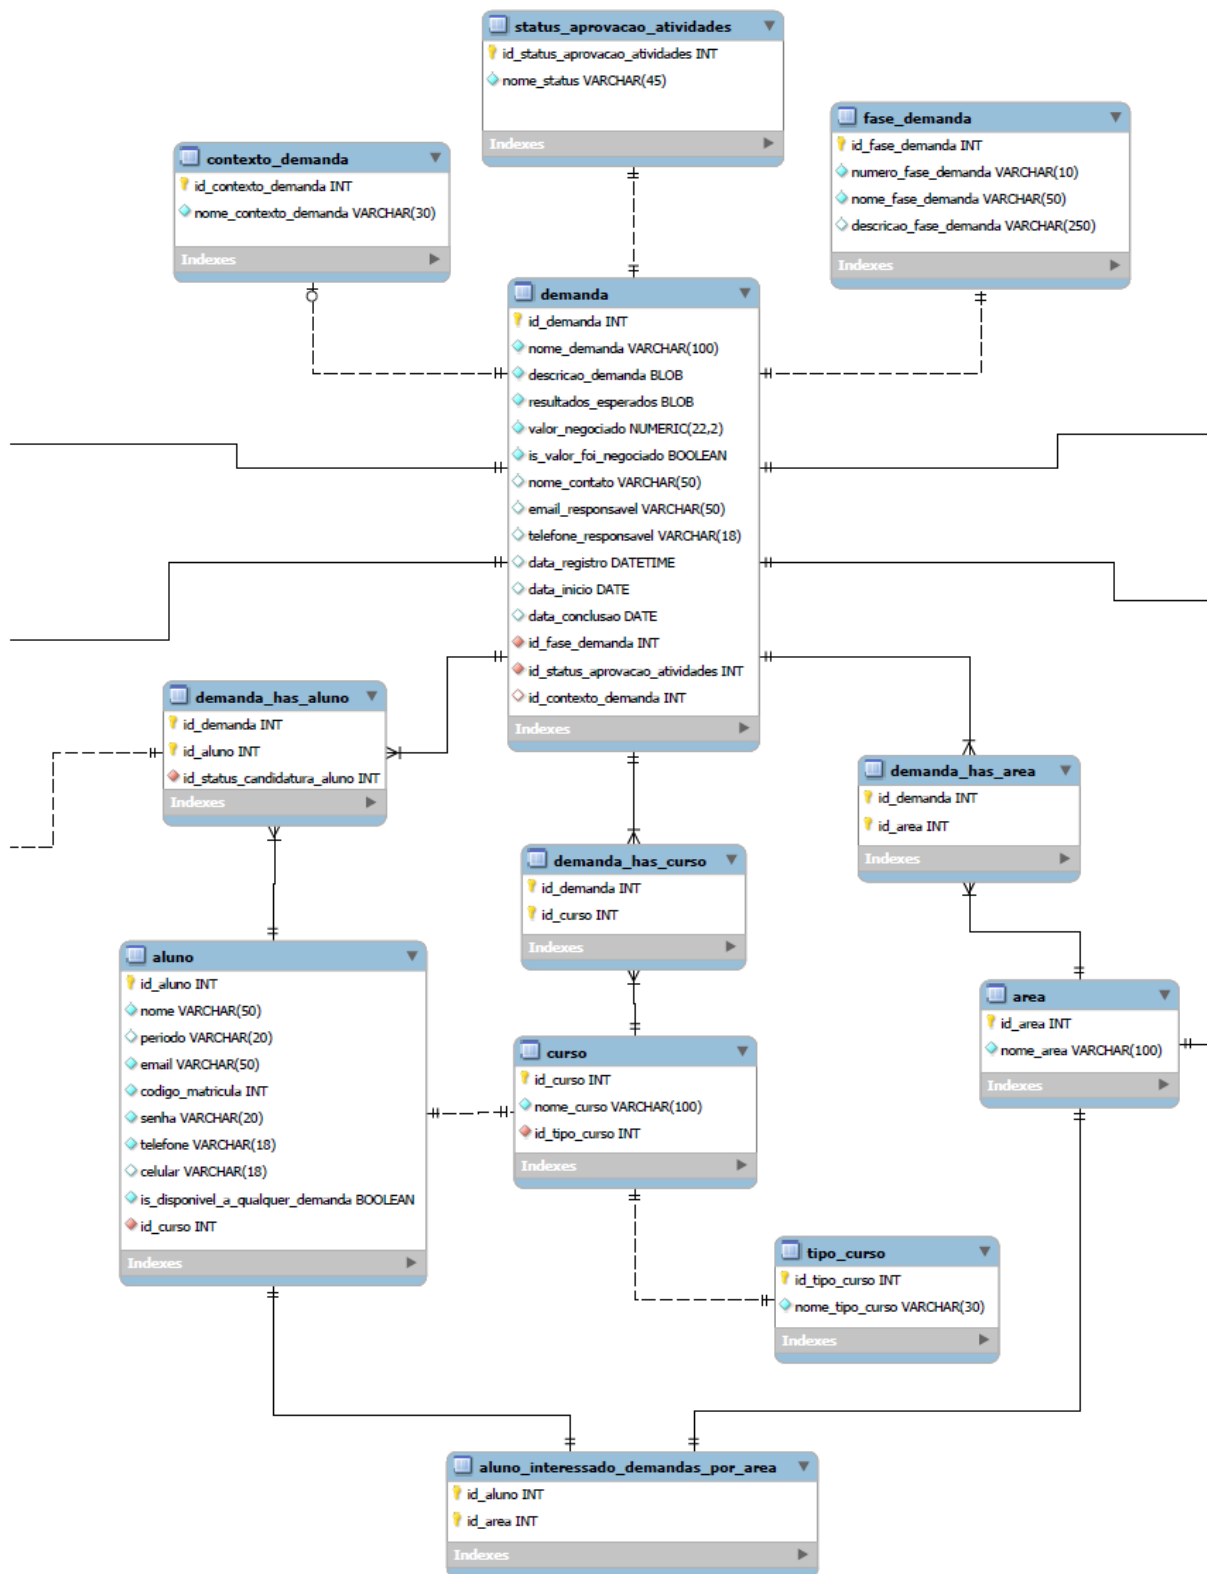 status_aprovacao_atividades
id_status_aprovacao_atividades INT
nome_status VARCHAR(45)
Indexes
fase_demanda
id_fase_demanda INT
numero_fase_demanda VARCHAR(10)
nome_fase_demanda VARCHAR(50)
descricao_fase_demanda VARCHAR(250)
Indexes
contexto_demanda
id_contexto_demanda INT
nome_contexto_demanda VARCHAR(30)
Indexes
demanda
id_demanda INT
nome_demanda VARCHAR(100)
descricao_demanda BLOB
resultados_esperados BLOB
valor_negociado NUMERIC(22,2)
is_valor_foi_negociado BOOLEAN
nome_contato VARCHAR(50)
email_responsavel VARCHAR(50)
telefone_responsavel VARCHAR(18)
data_registro DATETIME
data_inicio DATE
data_conclusao DATE
id_fase_demanda INT
id_status_aprovacao_atividades INT
id_contexto_demanda INT
Indexes
demanda_has_aluno
id_demanda INT
id_aluno INT
id_status_candidatura_aluno INT
Indexes
demanda_has_area
id_demanda INT
id_area INT
Indexes
demanda_has_curso
id_demanda INT
id_curso INT
Indexes
aluno
id_aluno INT
nome VARCHAR(50)
periodo VARCHAR(20)
email VARCHAR(50)
codigo_matricula INT
senha VARCHAR(20)
telefone VARCHAR(18)
celular VARCHAR(18)
is_disponivel_a_qualquer_demanda BOOLEAN
id_curso INT
Indexes
area
id_area INT
nome_area VARCHAR(100)
Indexes
curso
id_curso INT
nome_curso VARCHAR(100)
id_tipo_curso INT
Indexes
tipo_curso
id_tipo_curso INT
nome_tipo_curso VARCHAR(30)
Indexes
aluno_interessado_demandas_por_area
id_aluno INT
id_area INT
Indexes